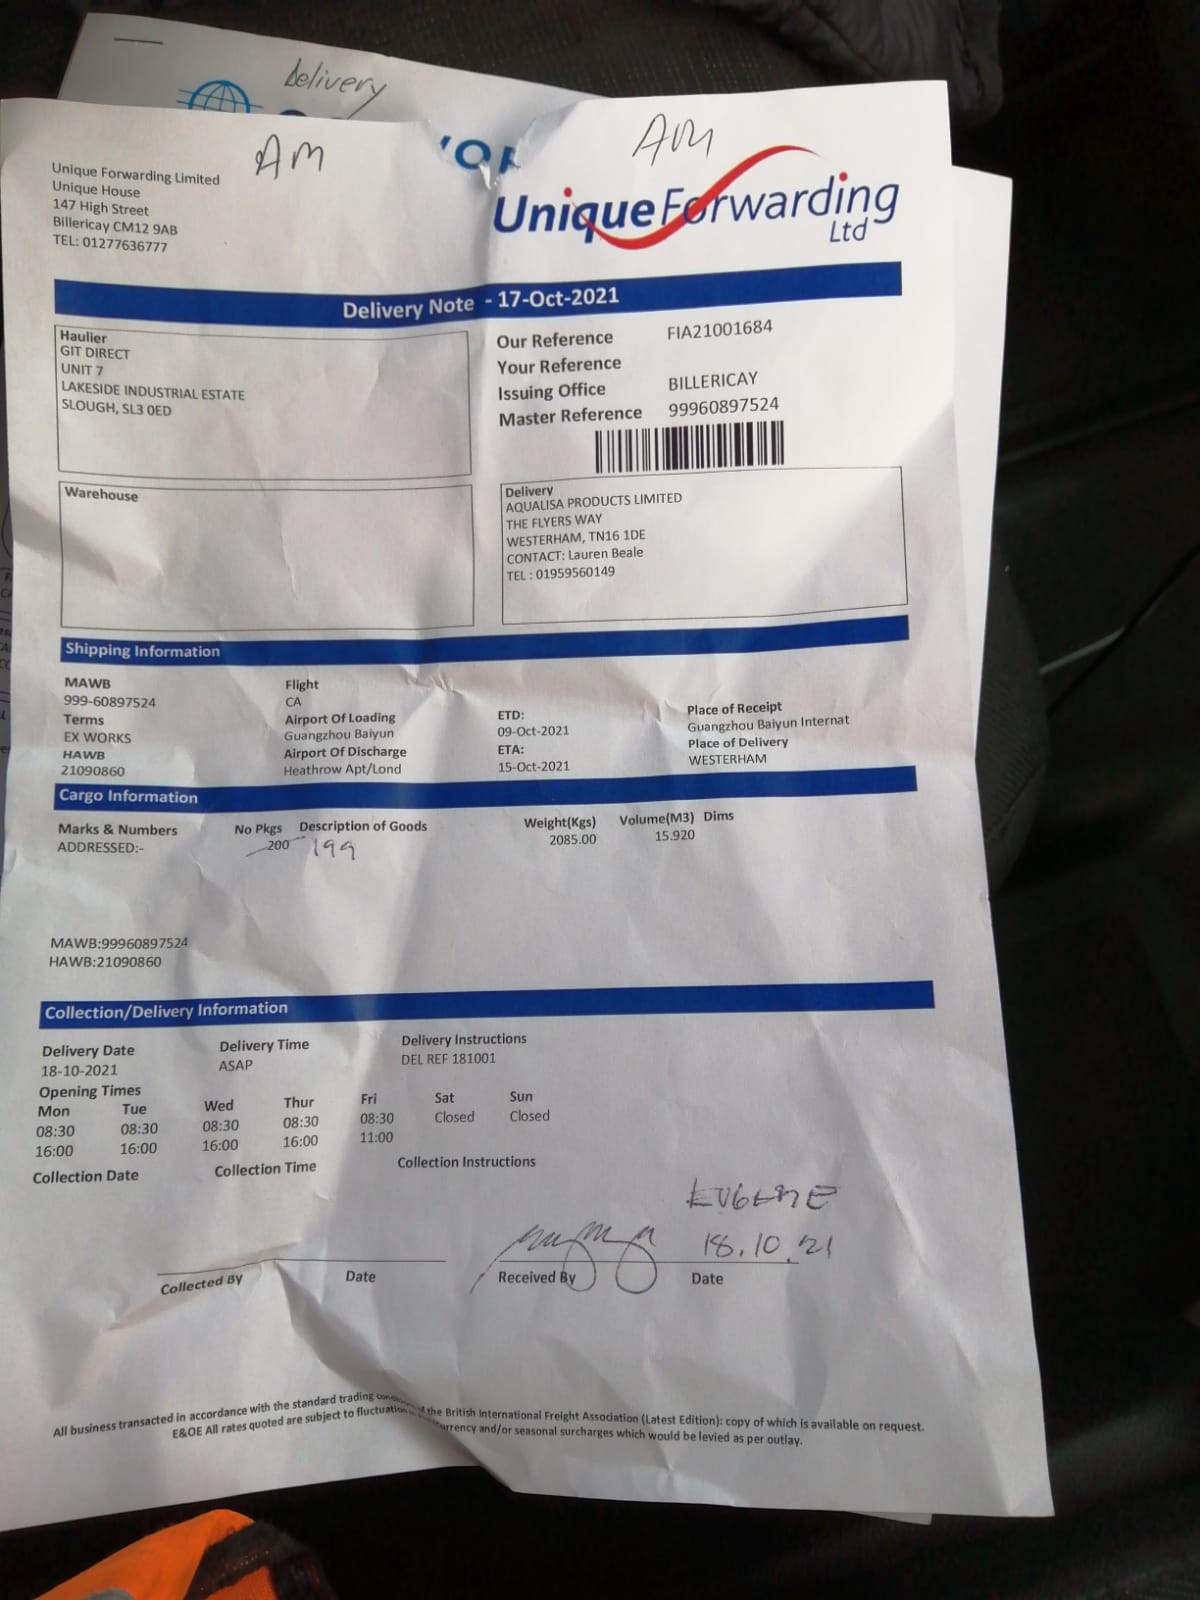 Delivery
AM
AM
Unique Forwarding Limited
Unique House
147 High Street
Billericay CM12 9AB
TEL: 01277636777
UniqueForwarding
Ltd
Delivery Note - 17-Oct-2021
Haulier
GIT DIRECT
UNIT 7
LAKESIDE INDUSTRIAL ESTATE
SLOUGH, SL3 0ED
Our Reference FIA21001684
Your Reference
Issuing Office BILLERICAY
Master Reference 99960897524
Warehouse
Delivery
AQUALISA PRODUCTS LIMITED
THE FLYERS WAY
WESTERHAM, TN16 1DE
CONTACT: Lauren Beale
TEL : 01959560149
Shipping Information
MAWB Flight
999-60897524 CA
Terms Airport Of Loading ETD: Place of Receipt
EX WORKS Guangzhou Baiyun 09-Oct-2021 Guangzhou Baiyun Internat
HAWB Airport Of Discharge ETA: Place of Delivery
21090860 Heathrow Apt/Lond 15-Oct-2021 WESTERHAM
Cargo Information
Marks & Numbers No Pkgs Description of Goods Weight(Kgs) Volume(M3) Dims
ADDRESSED:- 200 199 2085.00 15.920
MAWB:99960897524
HAWB:21090860
Collection/Delivery Information
Delivery Date Delivery Time Delivery Instructions
18-10-2021 ASAP DEL REF 181001
Opening Times
Mon Tue Wed Thur Fri Sat Sun
08:30 08:30 08:30 08:30 08:30 Closed Closed
16:00 16:00 16:00 16:00 11:00
Collection Date Collection Time Collection Instructions
EUGENE
18.10.21
Collected By Date Received By Date
All business transacted in accordance with the standard trading of the British International Freight Association (Latest Edition): copy of which is available on request.
E&OE All rates quoted are subject to fluctuation currency and/or seasonal surcharges which would be levied as per outlay.